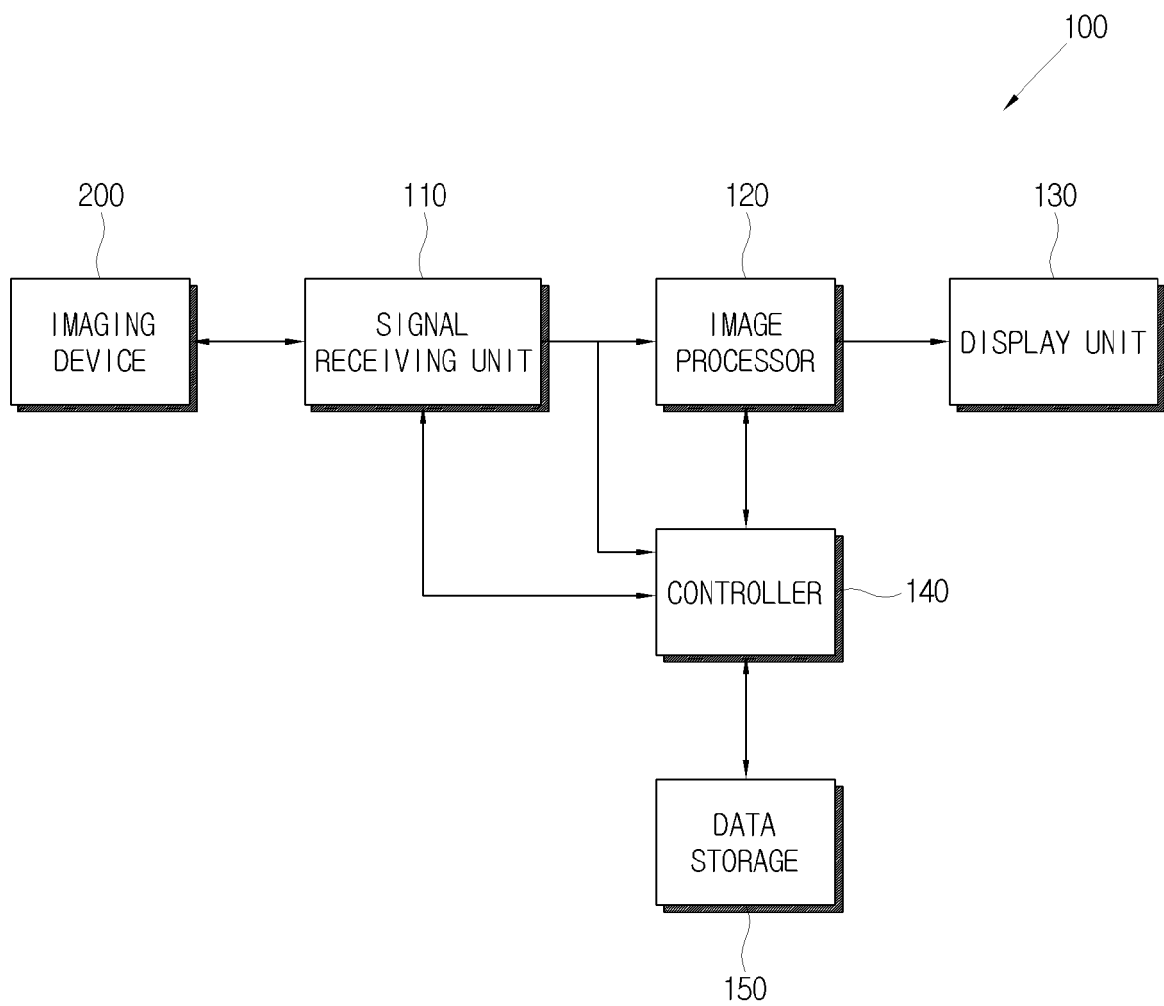 100
200
110
120
130
IMAGING
DEVICE
SIGNAL
RECEIVING UNIT
IMAGE
PROCESSOR
DISPLAY UNIT
CONTROLLER
140
DATA
STORAGE
150